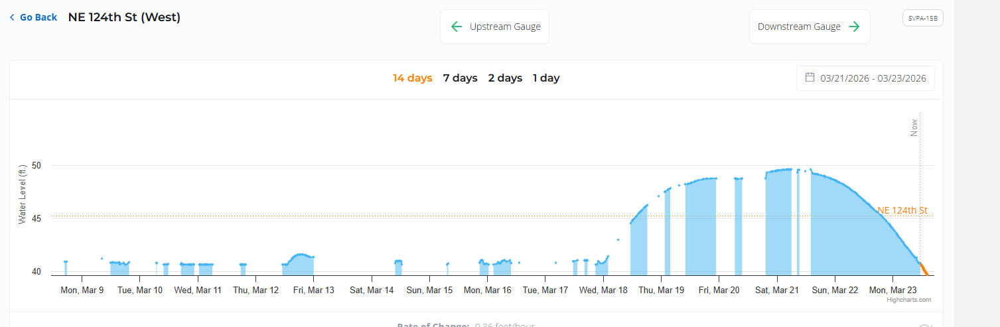 Go Back NE 124th St (West)
Upstream Gauge
Downstream Gauge
SVPA-15B
14 days 7 days 2 days 1 day
03/21/2026 - 03/23/2026
Now
Water Level (ft.)
50
45
40
NE 124th St
Mon, Mar 9 Tue, Mar 10 Wed, Mar 11 Thu, Mar 12 Fri, Mar 13 Sat, Mar 14 Sun, Mar 15 Mon, Mar 16 Tue, Mar 17 Wed, Mar 18 Thu, Mar 19 Fri, Mar 20 Sat, Mar 21 Sun, Mar 22 Mon, Mar 23
Highcharts.com
Rate of Change: 0.36 feet/hour